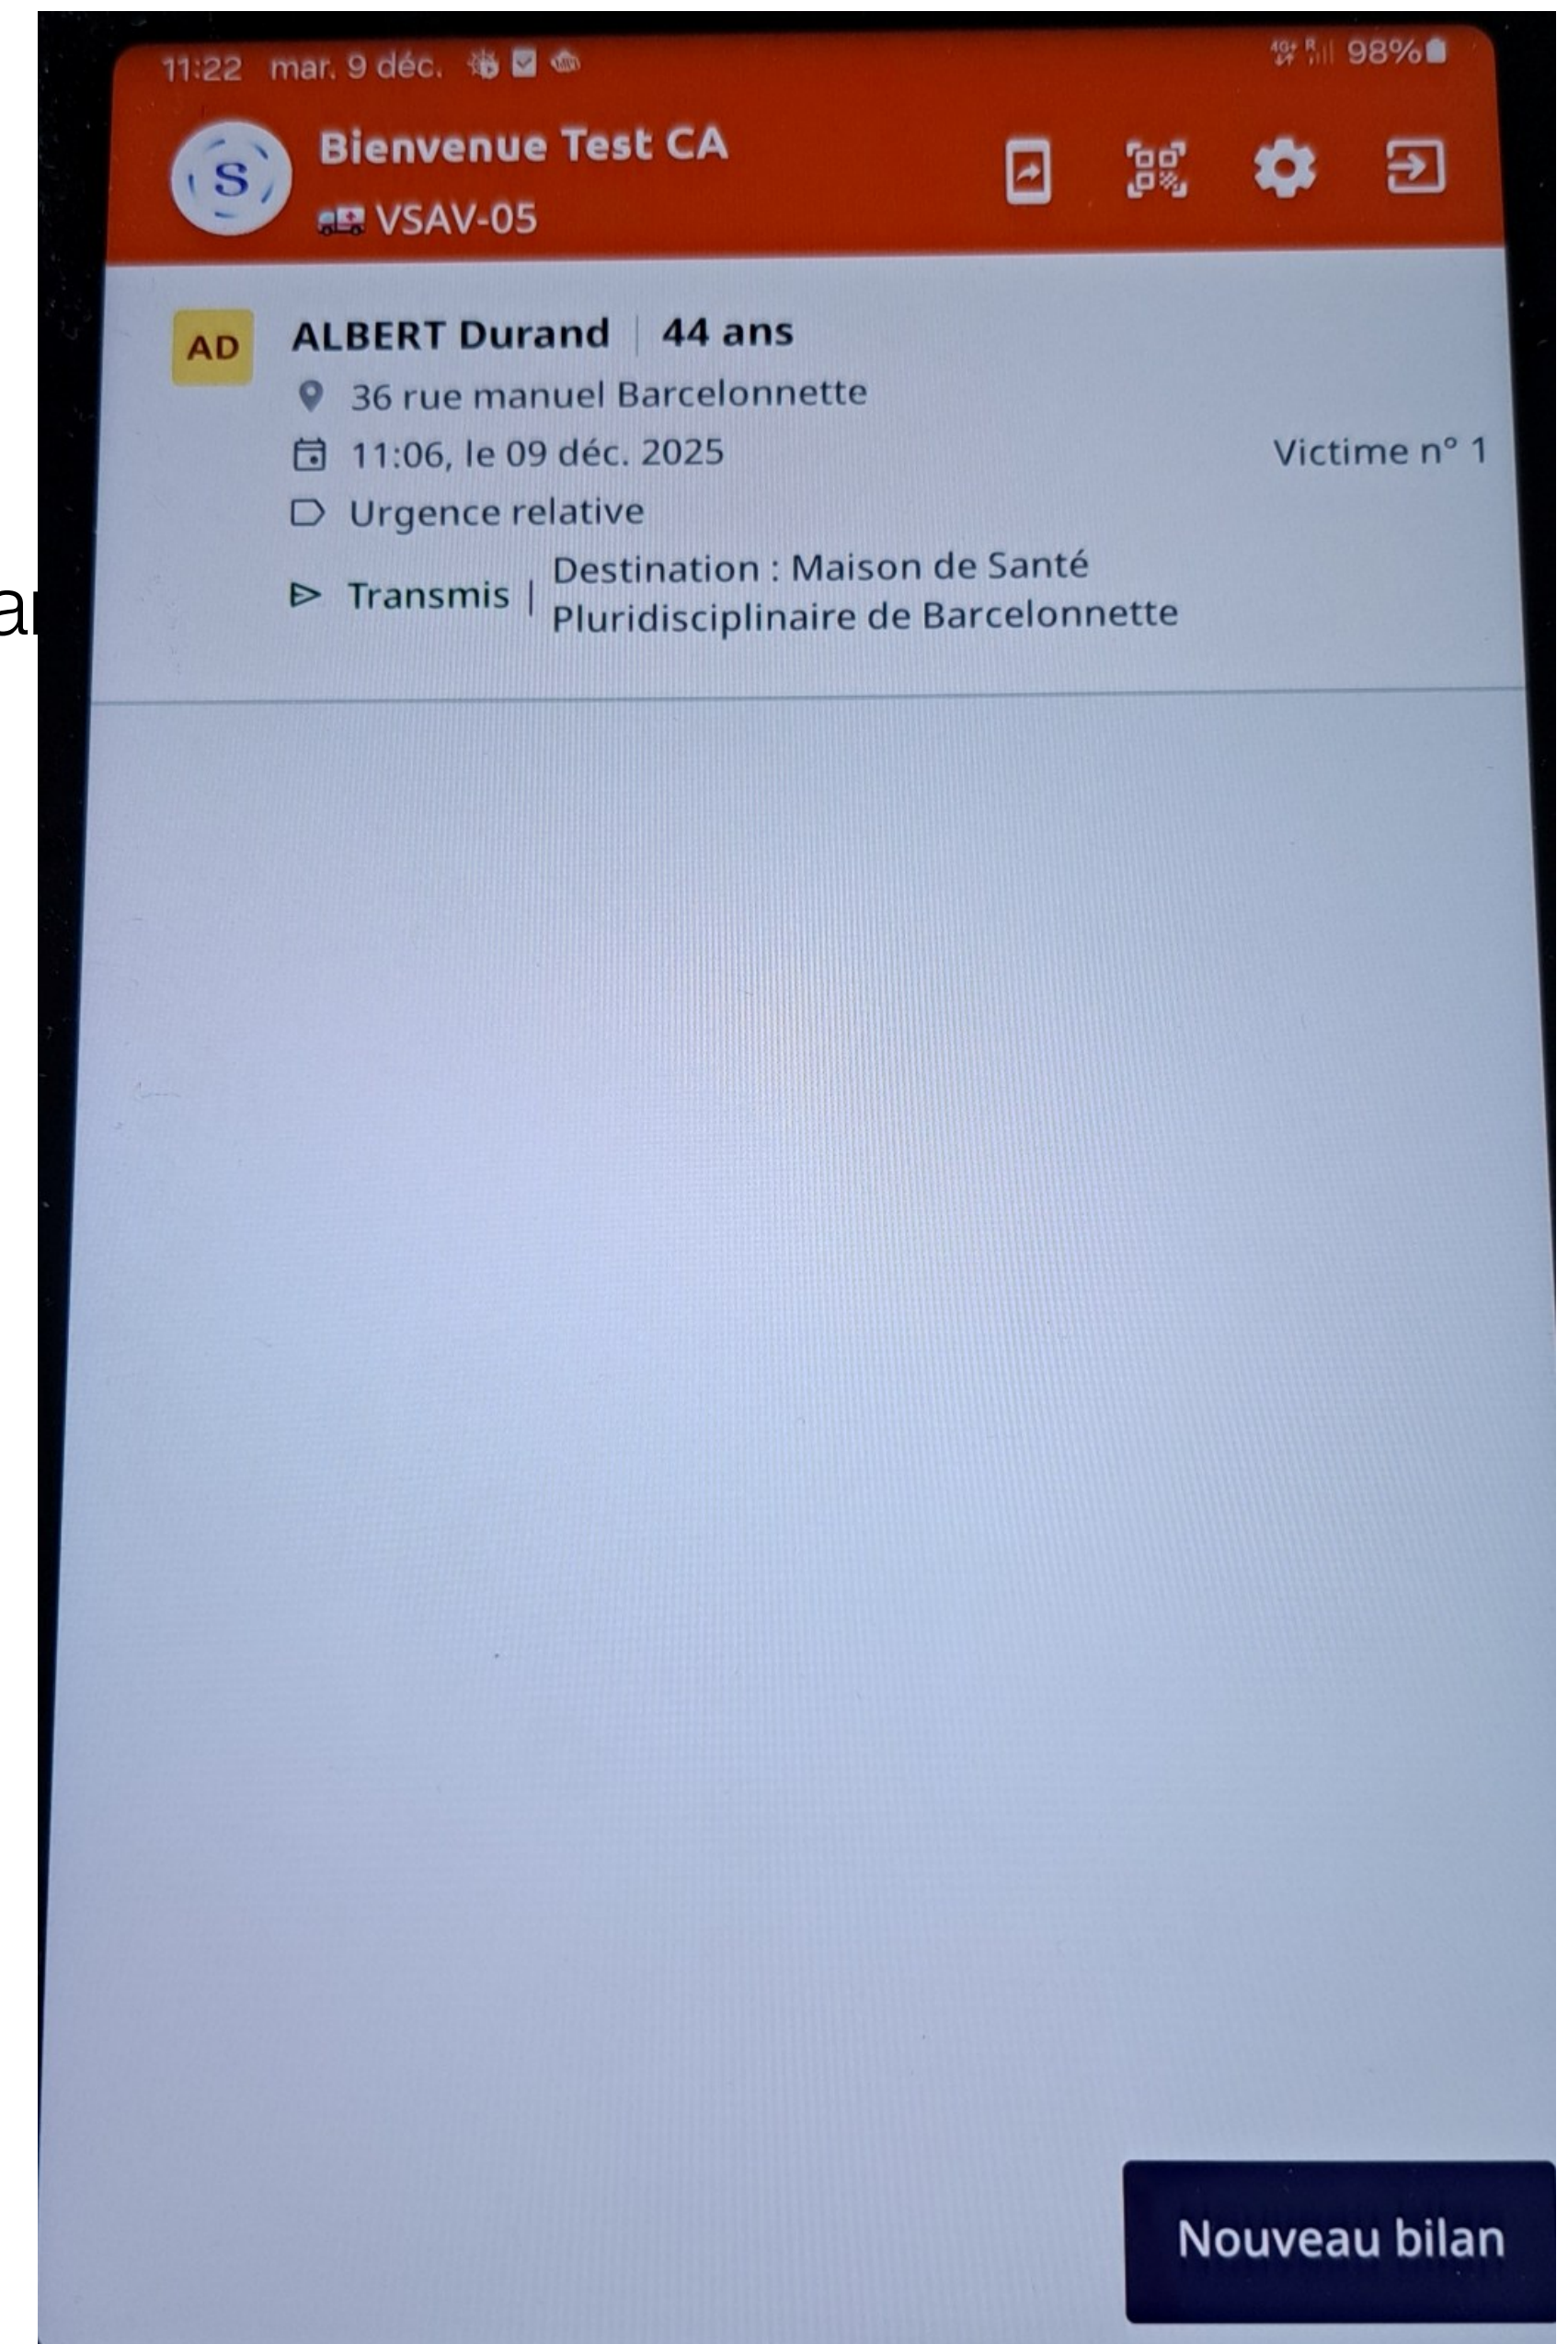 11:22 mar. 9 déc.
98%
Bienvenue Test CA
S
VSAV-05
AD
ALBERT Durand | 44 ans
36 rue manuel Barcelonnette
11:06, le 09 déc. 2025
Victime n° 1
Urgence relative
Transmis | Destination : Maison de Santé
Pluridisciplinaire de Barcelonnette
Nouveau bilan